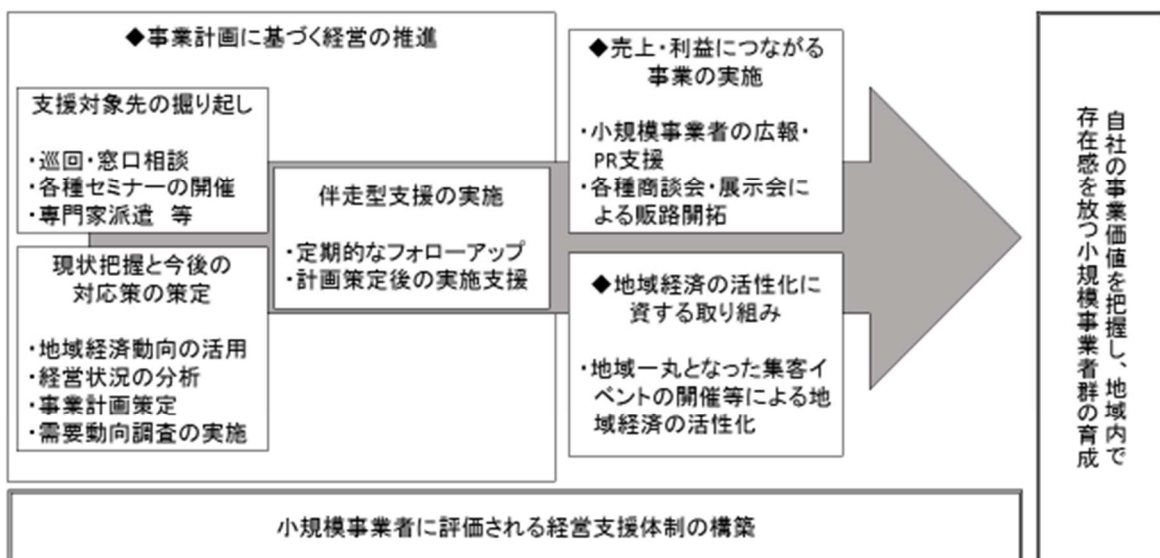 ◆事業計画に基づく経営の推進
支援対象先の掘り起し
・巡回・窓口相談
・各種セミナーの開催
・専門家派遣　等
現状把握と今後の
対応策の策定
・地域経済動向の活用
・経営状況の分析
・事業計画策定
・需要動向調査の実施
伴走型支援の実施
・定期的なフォローアップ
・計画策定後の実施支援
◆売上・利益につながる
事業の実施
・小規模事業者の広報・
PR支援
・各種商談会・展示会に
よる販路開拓
◆地域経済の活性化に
資する取り組み
・地域一丸となった集客イ
ベントの開催等による地
域経済の活性化
自社の事業価値を把握し、地域内で
存在感を放つ小規模事業者群の育成
小規模事業者に評価される経営支援体制の構築